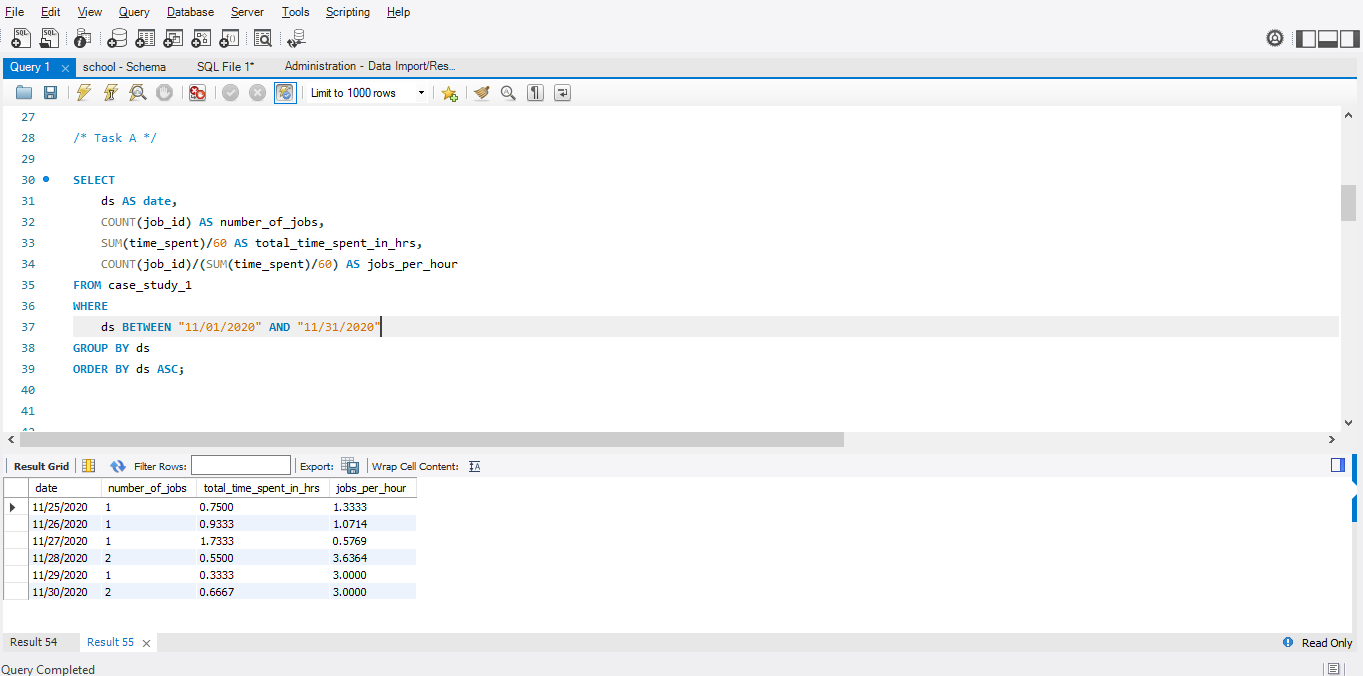 File Edit View Query Database Server Tools Scripting Help
Query 1 school - Schema SQL File 1* Administration - Data Import/Res...
Limit to 1000 rows
27
28 /* Task A */
29
30 SELECT
31 ds AS date,
32 COUNT(job_id) AS number_of_jobs,
33 SUM(time_spent)/60 AS total_time_spent_in_hrs,
34 COUNT(job_id)/(SUM(time_spent)/60) AS jobs_per_hour
35 FROM case_study_1
36 WHERE
37 ds BETWEEN "11/01/2020" AND "11/31/2020"
38 GROUP BY ds
39 ORDER BY ds ASC;
40
41
Result Grid Filter Rows: Export: Wrap Cell Content:
date number_of_jobs total_time_spent_in_hrs jobs_per_hour
11/25/2020 1 0.7500 1.3333
11/26/2020 1 0.9333 1.0714
11/27/2020 1 1.7333 0.5769
11/28/2020 2 0.5500 3.6364
11/29/2020 1 0.3333 3.0000
11/30/2020 2 0.6667 3.0000
Result 54 Result 55 Read Only
Query Completed